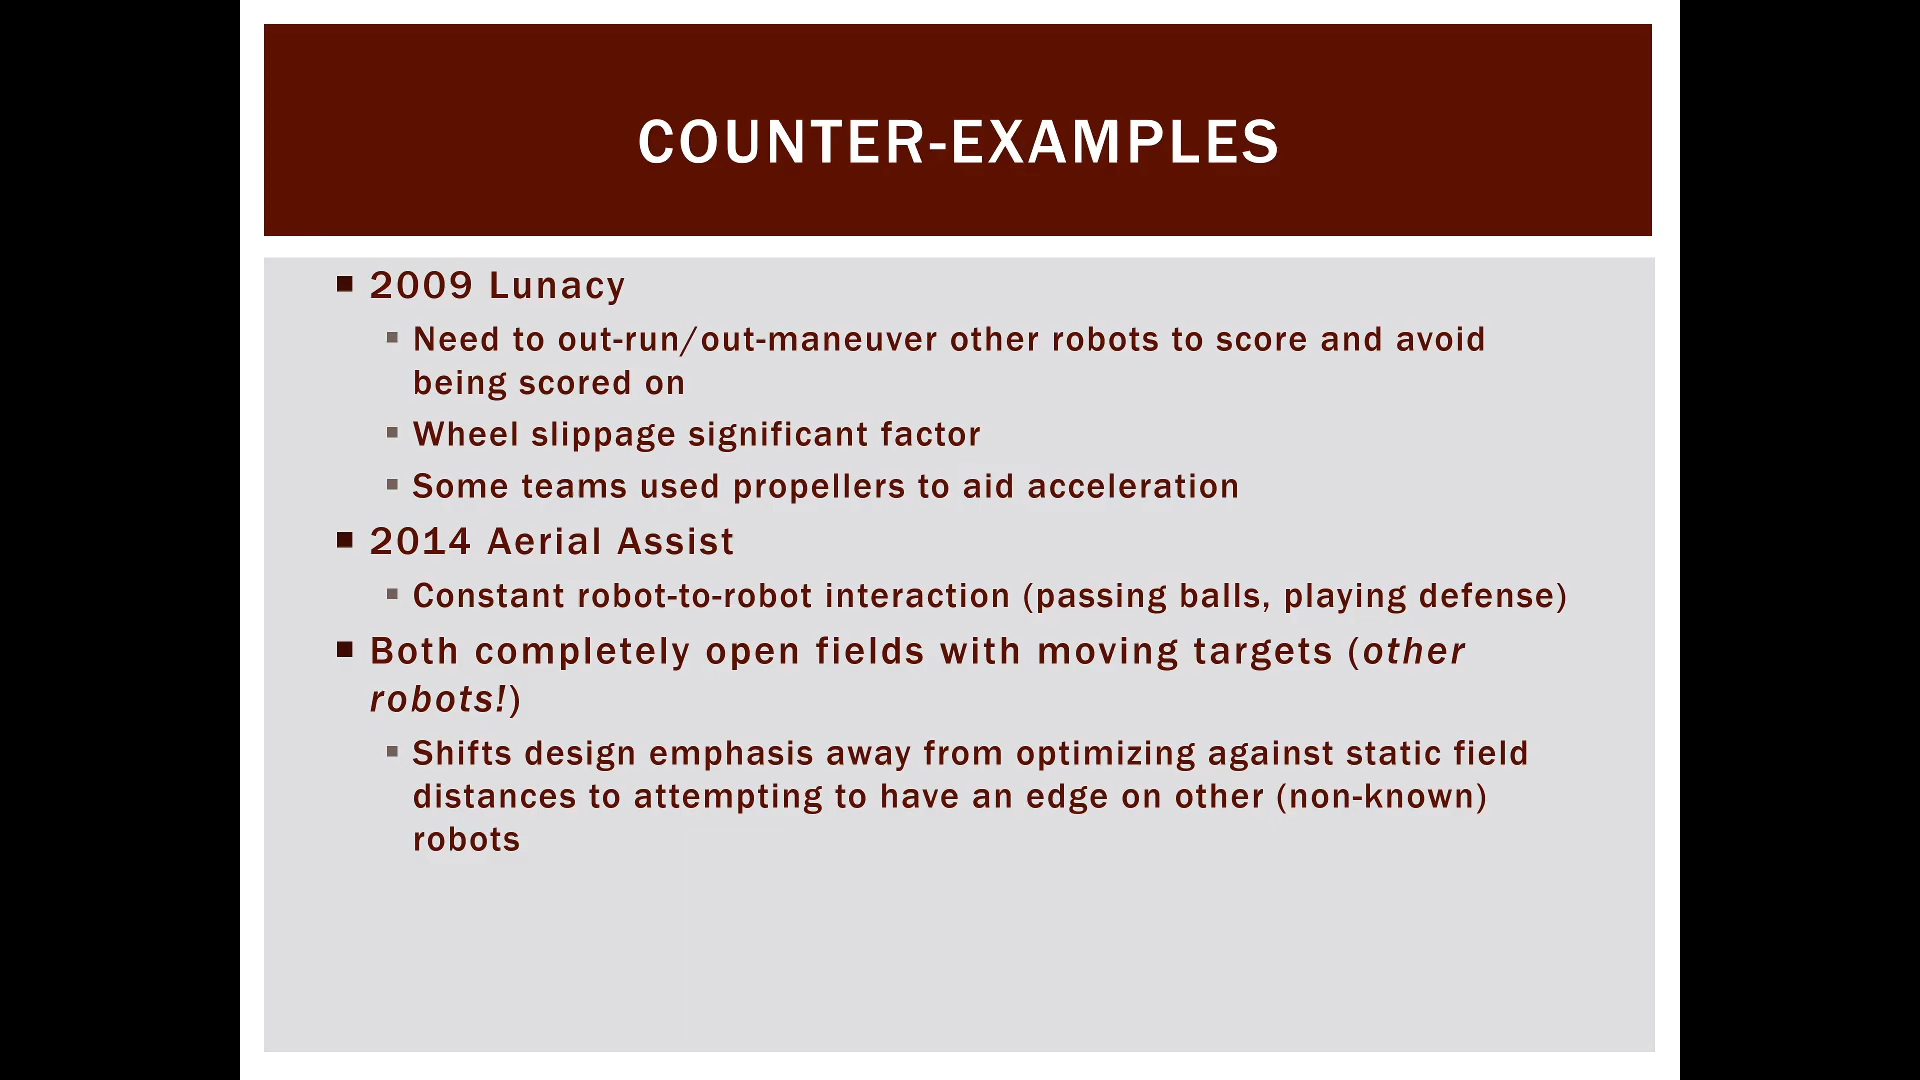 COUNTER-EXAMPLES
2009 Lunacy
Need to out-run/out-maneuver other robots to score and avoid
being scored on
Wheel slippage significant factor
Some teams used propellers to aid acceleration
2014 Aerial Assist
Constant robot-to-robot interaction (passing balls, playing defense)
Both completely open fields with moving targets (other
robots!)
Shifts design emphasis away from optimizing against static field
distances to attempting to have an edge on other (non-known)
robots